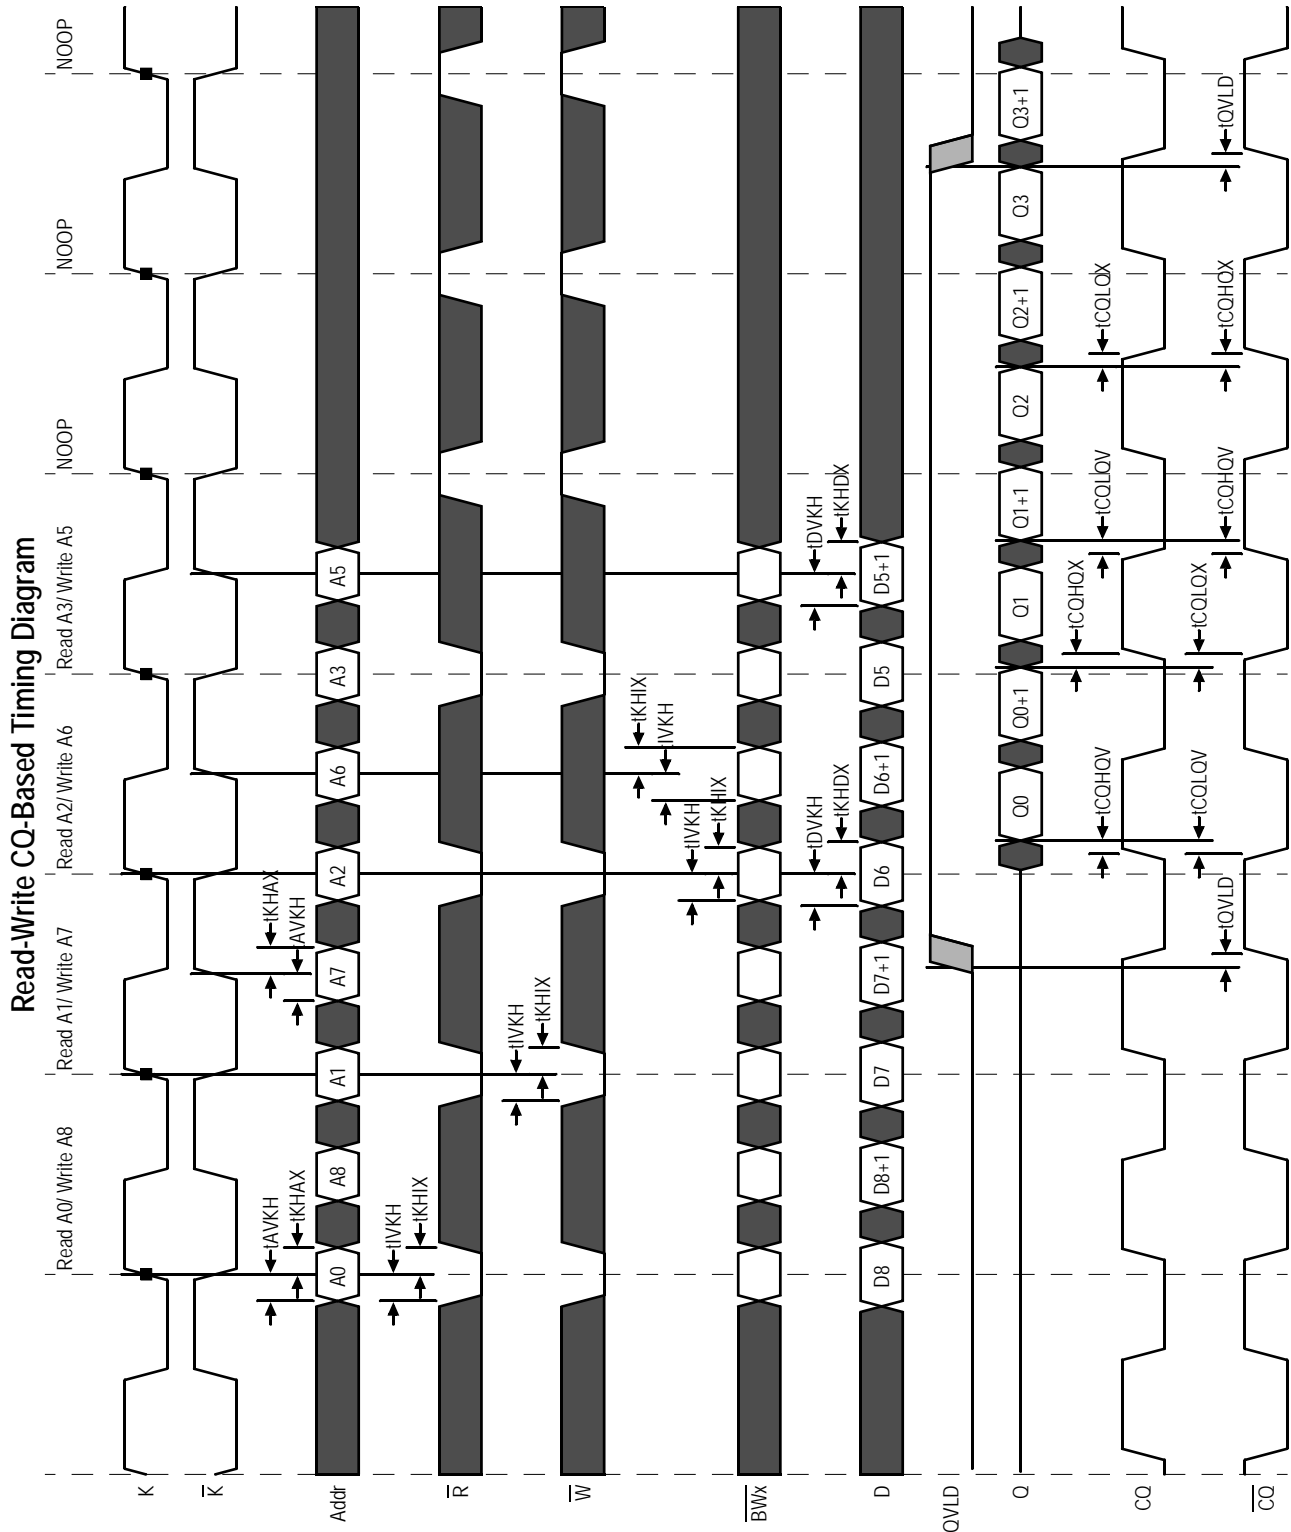 Read-Write CQ-Based Timing Diagram
Read A0/ Write A8
Read A1/ Write A7
Read A2/ Write A6
Read A3/ Write A5
NOOP
NOOP
NOOP
K
K
tAVKH
tKHAX
tKHAX
tAVKH
Addr
A0
A8
A1
A7
A2
A6
A3
A5
tIVKH
tKHIX
R
tIVKH
tKHIX
W
tKHIX
tIVKH
tIVKH
tKHIX
BWx
tDVKH
tKHDX
tDVKH
tKHDX
D
D8
D8+1
D7
D7+1
D6
D6+1
D5
D5+1
QVLD
Q
Q0
Q0+1
Q1
Q1+1
Q2
Q2+1
Q3
Q3+1
tCQHQX
tCQHQV
tCQLQV
tCQLQX
CQ
tCQLQV
tCQLQX
tQVLD
tCQHQV
tCQHQX
tQVLD
CQ